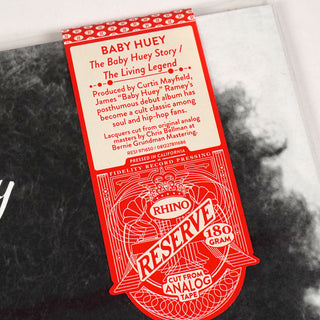 BABY HUEY
The Baby Huey Story /
The Living Legend
Produced by Curtis Mayfield,
James "Baby Huey" Ramey's
posthumous debut album has
become a cult classic among
soul and hip-hop fans.
Lacquers cut from original analog
masters by Chris Bellman at
Bernie Grundman Mastering.
PRESSED IN CALIFORNIA
FIDELITY RECORD PRESSING
RHINO
RESERVE
180
GRAM
CUT FROM
ANALOG
TAPE